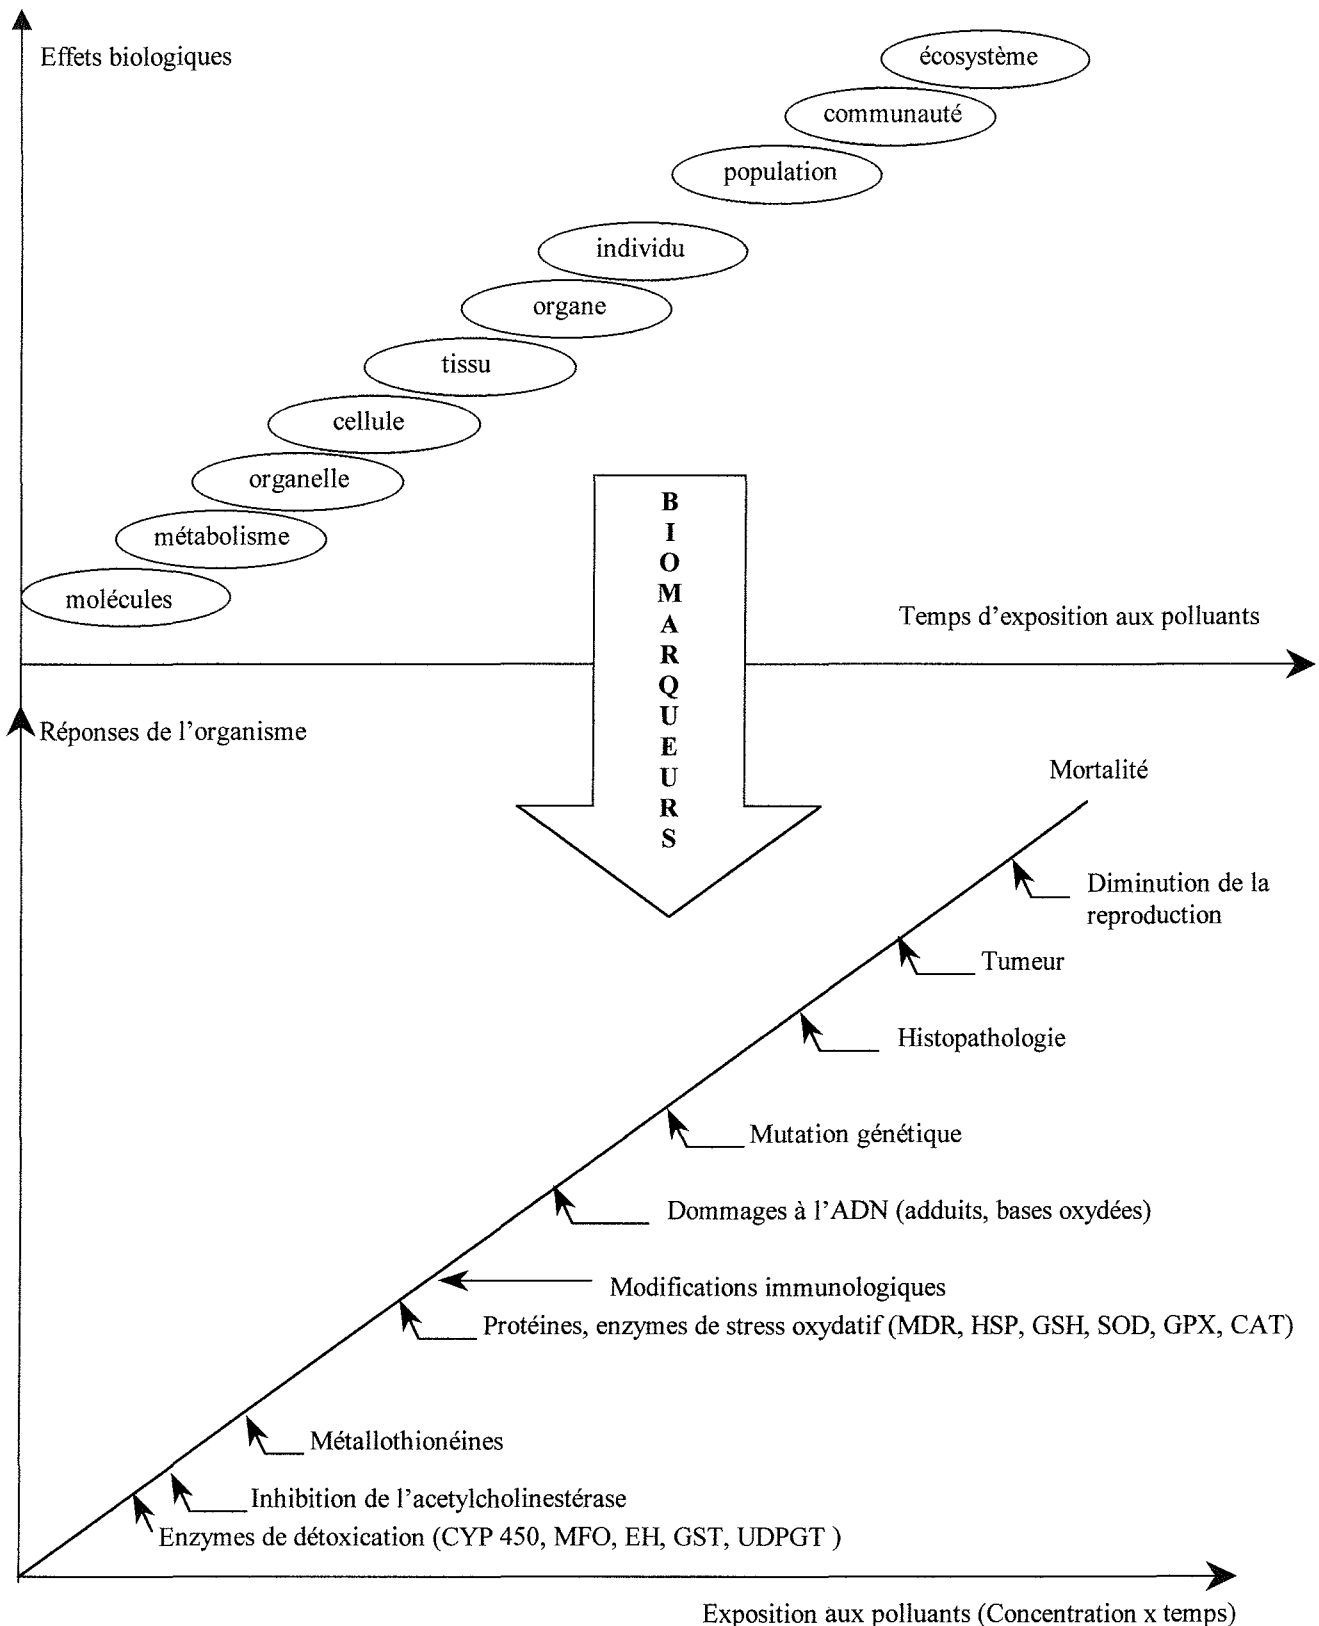 Effets biologiques
écosystème
communauté
population
individu
organe
tissu
cellule
organelle
métabolisme
molécules
BIOMARQUEURS
Temps d'exposition aux polluants
Réponses de l'organisme
Mortalité
Diminution de la
reproduction
Tumeur
Histopathologie
Mutation génétique
Dommages à l'ADN (adduits, bases oxydées)
Modifications immunologiques
Protéines, enzymes de stress oxydatif (MDR, HSP, GSH, SOD, GPX, CAT)
Métallothionéines
Inhibition de l'acetylcholinestérase
Enzymes de détoxication (CYP 450, MFO, EH, GST, UDPGT )
Exposition aux polluants (Concentration x temps)